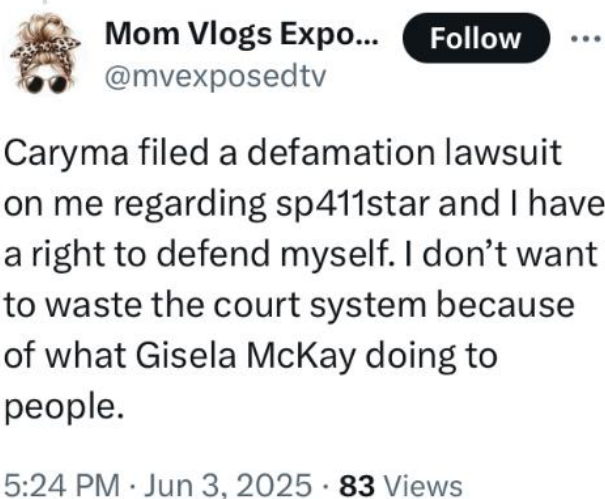 Mom Vlogs Expo...
Follow
@mvexposedtv
Caryma filed a defamation lawsuit
on me regarding sp411star and I have
a right to defend myself. I don’t want
to waste the court system because
of what Gisela McKay doing to
people.
5:24 PM · Jun 3, 2025 · 83 Views